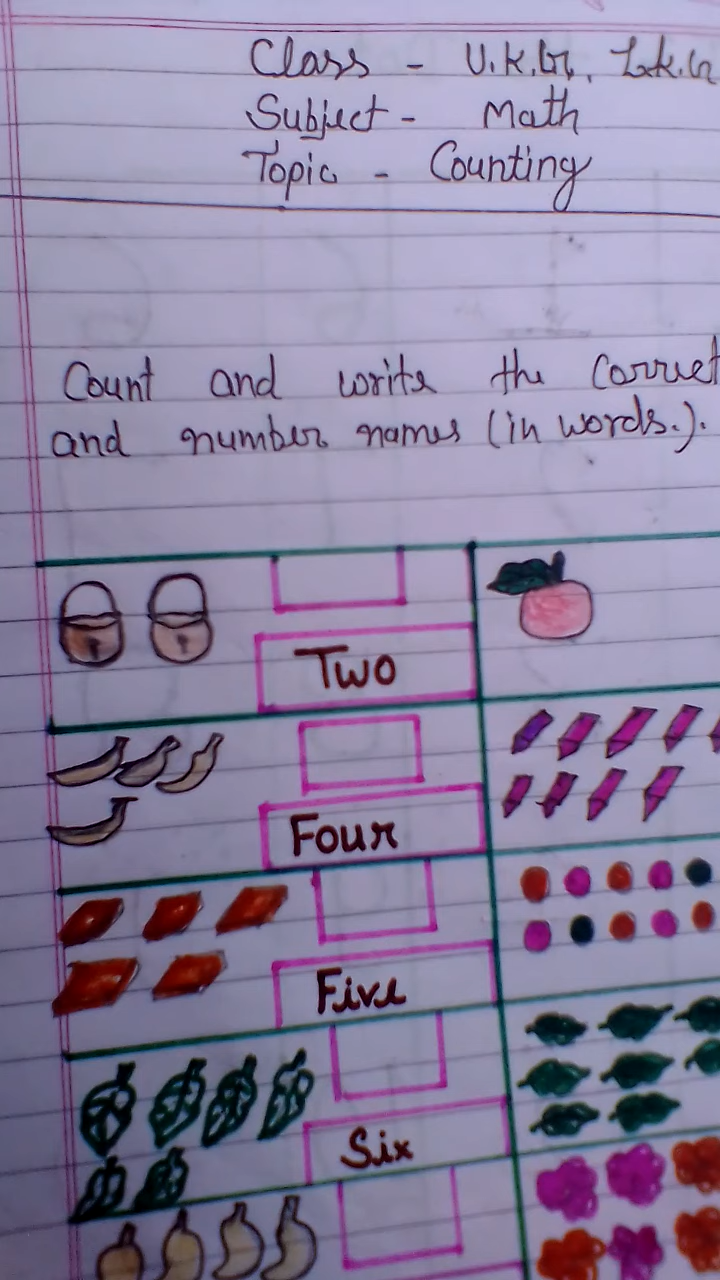 Class - U.K.G, L.K.G
Subject - Math
Topic - Counting
Count and write the correct
and number names (in words.).
Two
Four
Five
Six